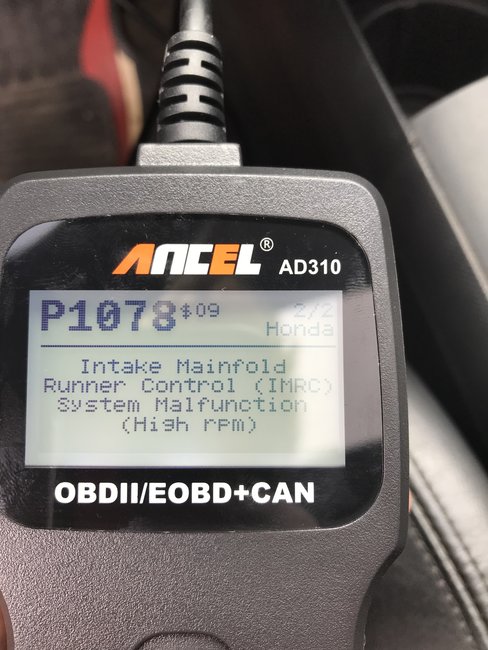 ANCEL® AD310
P1078 $09 2/2
Honda
Intake Mainfold
Runner Control (IMRC)
System Malfunction
(High rpm)
OBDII/EOBD+CAN